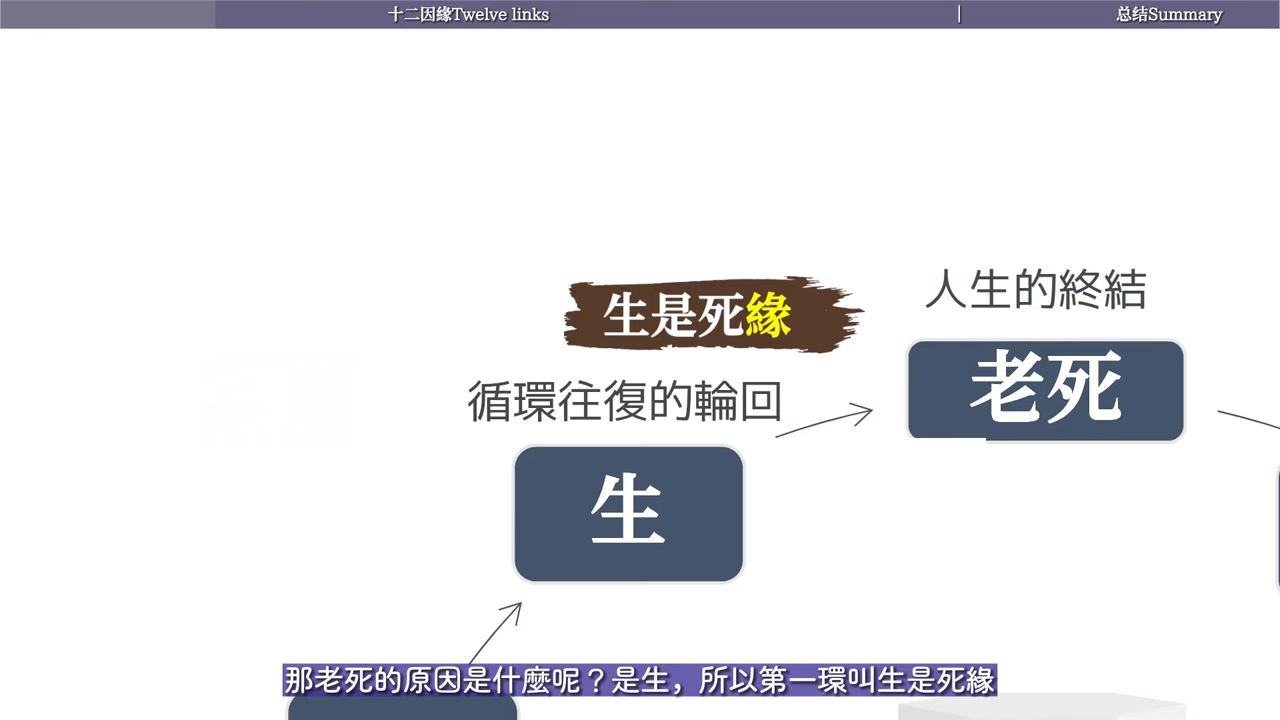 十二因緣Twelve links
总结Summary
人生的終結
生是死緣
老死
循環往復的輪回
生
那老死的原因是什麼呢？是生，所以第一環叫生是死緣